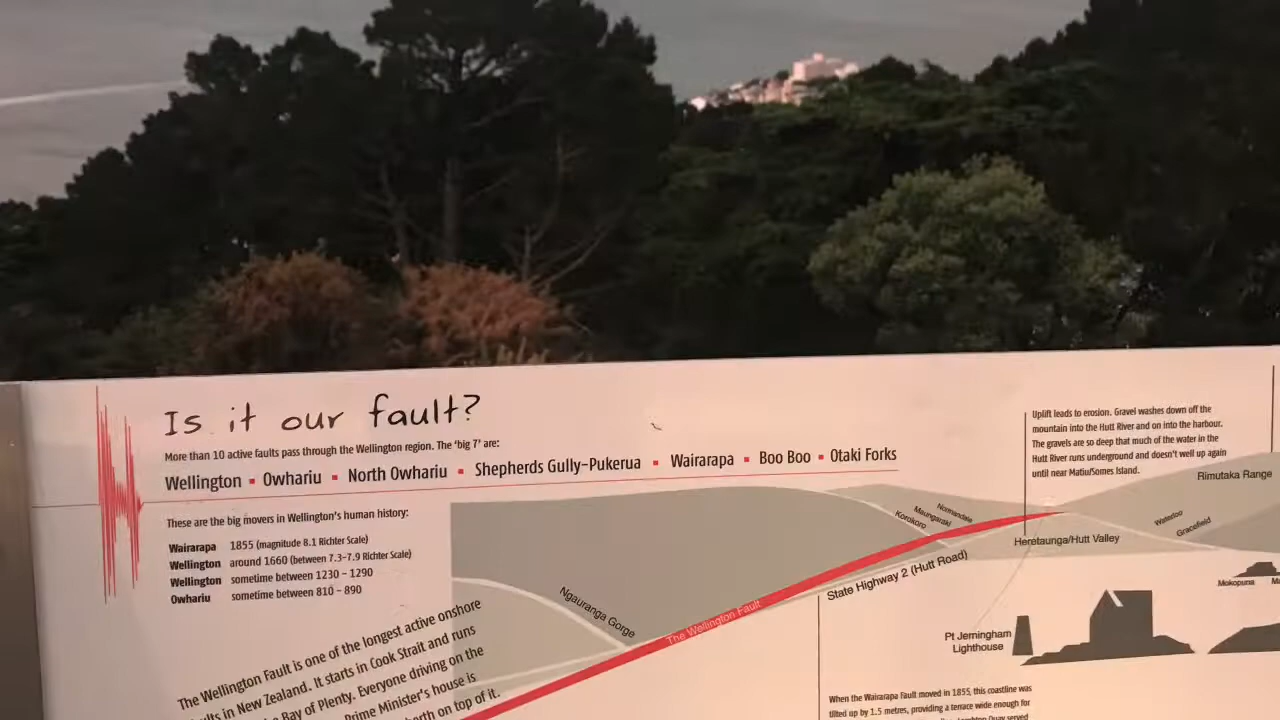 Is it our fault?
More than 10 active faults pass through the Wellington region. The 'big 7' are:
Wellington ▪ Owhariu ▪ North Owhariu ▪ Shepherds Gully-Pukerua ▪ Wairarapa ▪ Boo Boo ▪ Otaki Forks
These are the big movers in Wellington's human history:
Wairarapa 1855 (magnitude 8.1 Richter Scale)
Wellington around 1660 (between 7.3-7.9 Richter Scale)
Wellington sometime between 1230 – 1290
Owhariu sometime between 810 – 890
The Wellington Fault is one of the longest active onshore
in New Zealand. It starts in Cook Strait and runs
Bay of Plenty. Everyone driving on the
Prime Minister's house is
on top of it.
Ngauranga Gorge
The Wellington Fault
State Highway 2 (Hutt Road)
Korokoro
Maungaraki
Normandale
Uplift leads to erosion. Gravel washes down off the
mountain into the Hutt River and on into the harbour.
The gravels are so deep that much of the water in the
Hutt River runs underground and doesn't well up again
until near Matiu/Somes Island.
Rimutaka Range
Heretaunga/Hutt Valley
Waterloo
Gracefield
Mokopuna
Pt Jerningham
Lighthouse
When the Wairarapa Fault moved in 1855, this coastline was
tilted up by 1.5 metres, providing a terrace wide enough for
Quay served